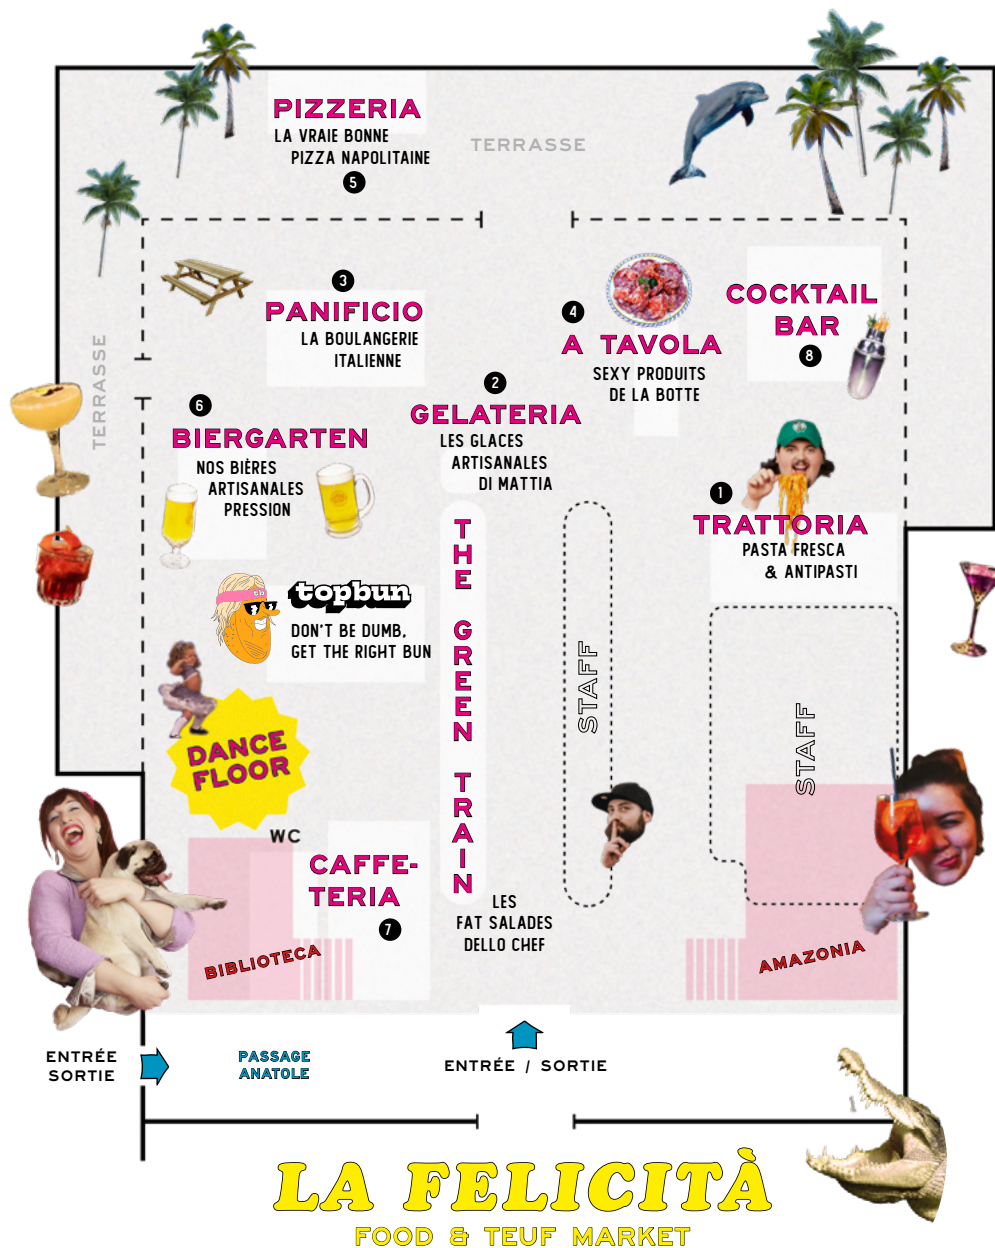 PIZZERIA
LA VRAIE BONNE
PIZZA NAPOLITAINE
5
TERRASSE
3
PANIFICIO
LA BOULANGERIE
ITALIENNE
4
A TAVOLA
SEXY PRODUITS
DE LA BOTTE
COCKTAIL
BAR
8
TERRASSE
2
GELATERIA
LES GLACES
ARTISANALES
DI MATTIA
6
BIERGARTEN
NOS BIÈRES
ARTISANALES
PRESSION
1
TRATTORIA
PASTA FRESCA
& ANTIPASTI
tb
topbun
DON'T BE DUMB,
GET THE RIGHT BUN
THE GREEN TRAIN
LES
FAT SALADES
DELLO CHEF
STAFF
STAFF
DANCE
FLOOR
WC
CAFFE-
TERIA
7
BIBLIOTECA
AMAZONIA
ENTRÉE
SORTIE
PASSAGE
ANATOLE
ENTRÉE / SORTIE
LA FELICITÀ
FOOD & TEUF MARKET